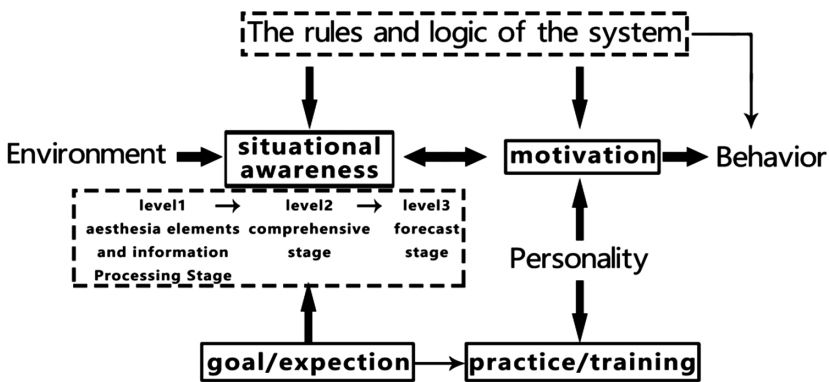 The rules and logic of the system
Environment
situational
awareness
motivation
Behavior
level1 → level2 → level3
aesthesia elements comprehensive forecast
and information stage stage
Processing Stage
Personality
goal/expection
practice/training